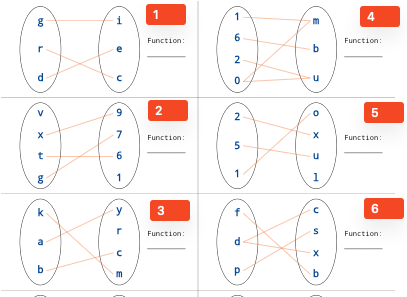 g i 1
r e Function:
d c
1 m 4
6 b Function:
2 u
0
v 9 2
x 7 Function:
t 6
g 1
2 o 5
5 x Function:
1 u
l
k y 3
a r Function:
b c
m
f c 6
d s Function:
p x
b